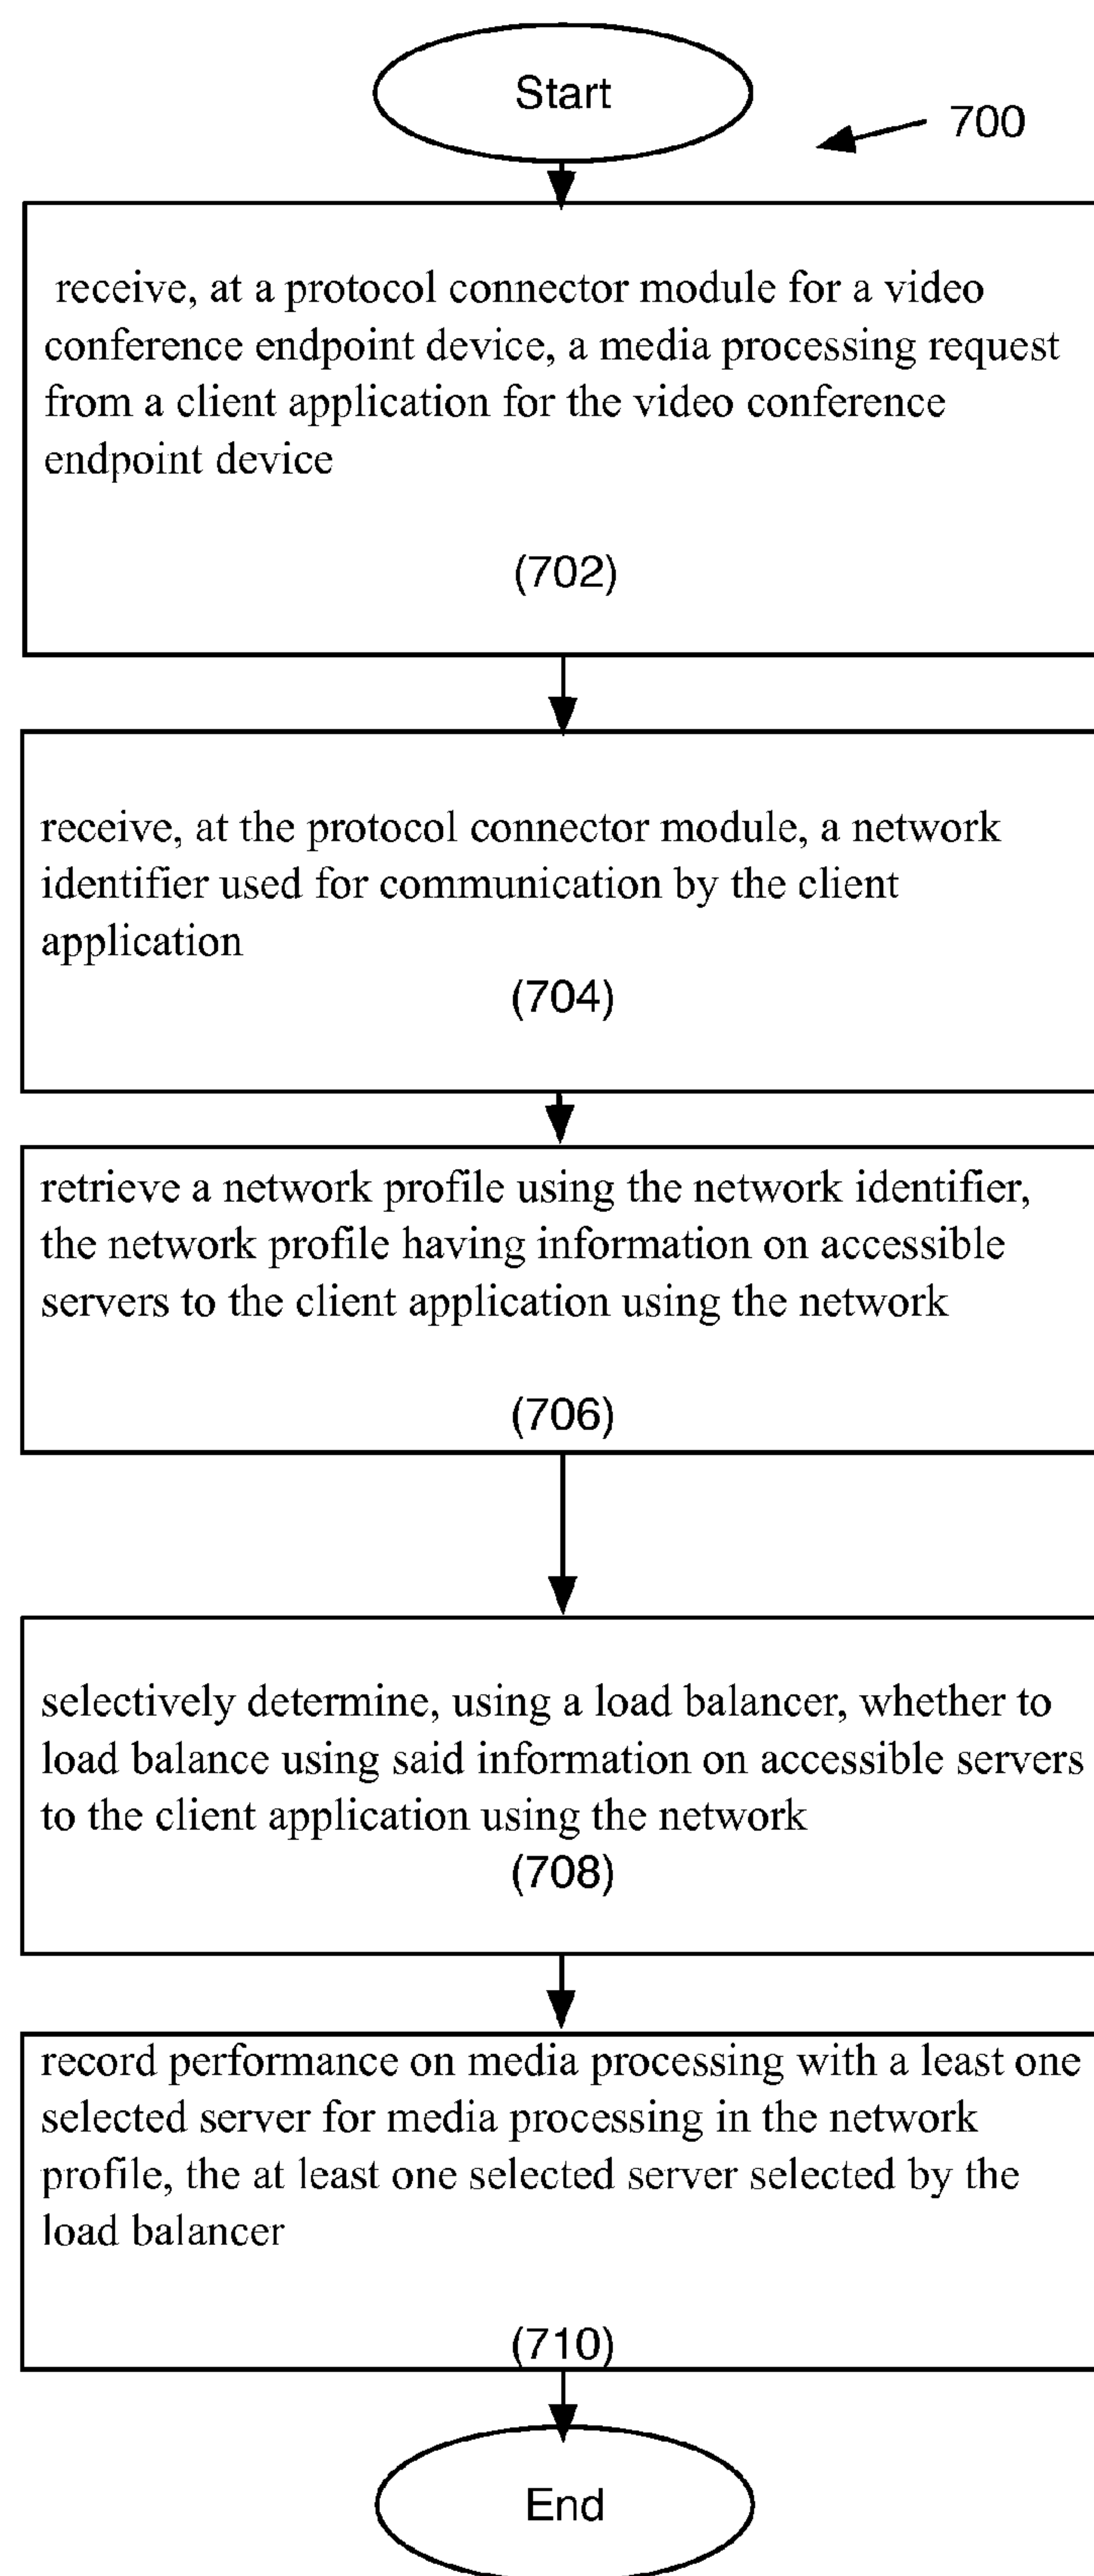 Start
700
receive, at a protocol connector module for a video
conference endpoint device, a media processing request
from a client application for the video conference
endpoint device
(702)
receive, at the protocol connector module, a network
identifier used for communication by the client
application
(704)
retrieve a network profile using the network identifier,
the network profile having information on accessible
servers to the client application using the network
(706)
selectively determine, using a load balancer, whether to
load balance using said information on accessible servers
to the client application using the network
(708)
record performance on media processing with a least one
selected server for media processing in the network
profile, the at least one selected server selected by the
load balancer
(710)
End